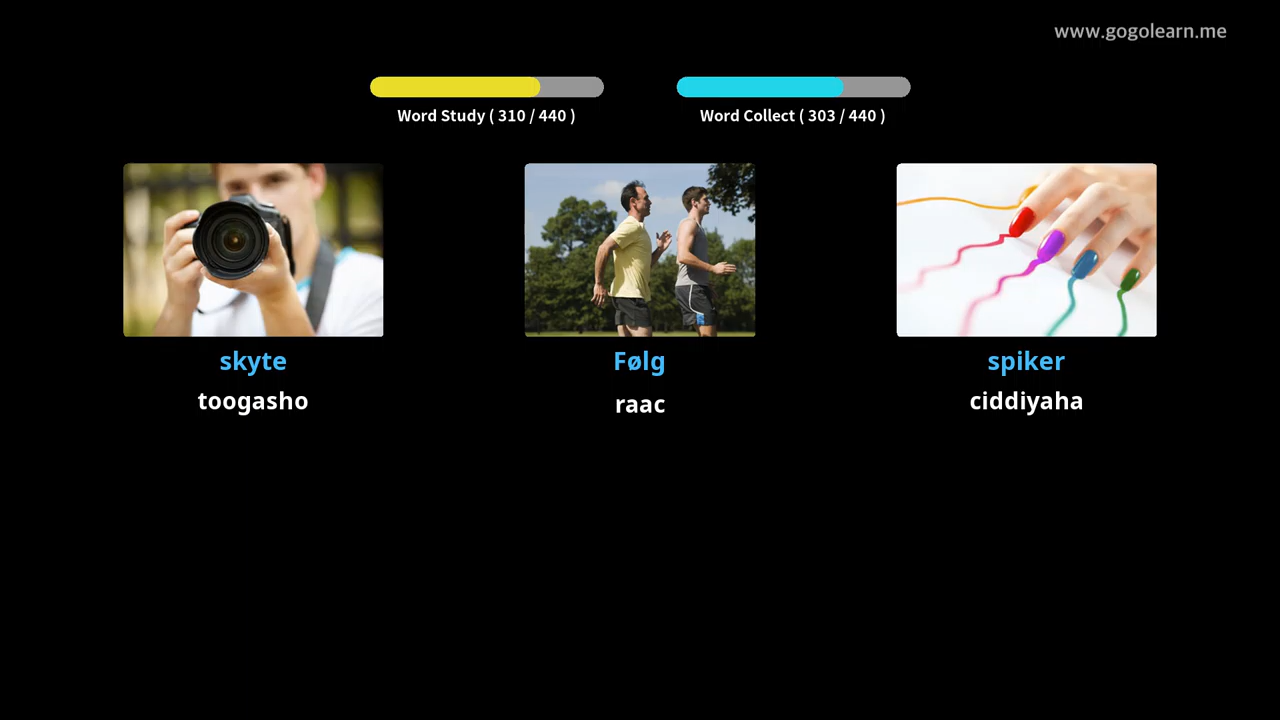 www.gogolearn.me
Word Study ( 310 / 440 )
Word Collect ( 303 / 440 )
skyte
toogasho
Følg
raac
spiker
ciddiyaha